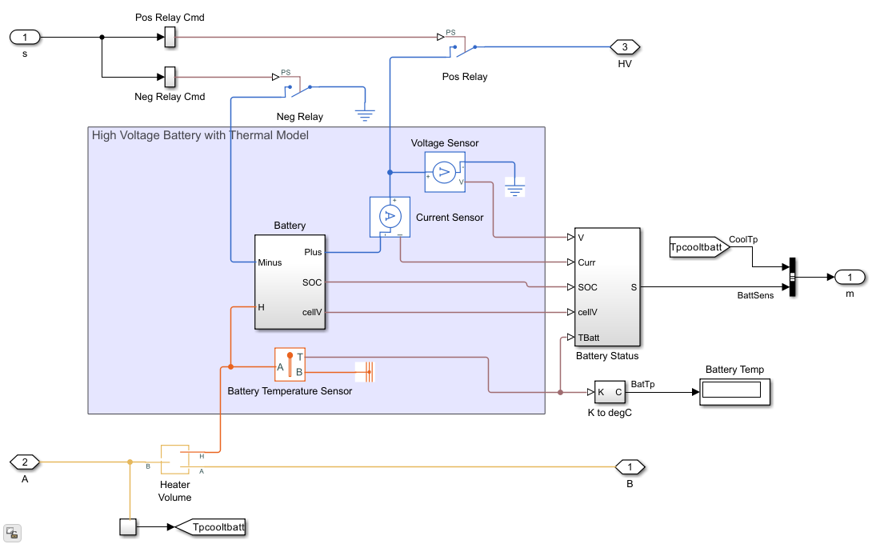 Pos Relay Cmd
1
s
PS
3
HV
Pos Relay
PS
Neg Relay Cmd
Neg Relay
High Voltage Battery with Thermal Model
Voltage Sensor
+
-
V
V
+
A
-
I
Current Sensor
Battery
Minus
Plus
SOC
H
cellV
V
Curr
SOC
S
cellV
TBatt
Battery Status
Tpcooltbatt
CoolTp
BattSens
1
m
A
T
B
Battery Temperature Sensor
K
C
K to degC
BatTp
Battery Temp
2
A
B
H
A
Heater
Volume
1
B
Tpcooltbatt